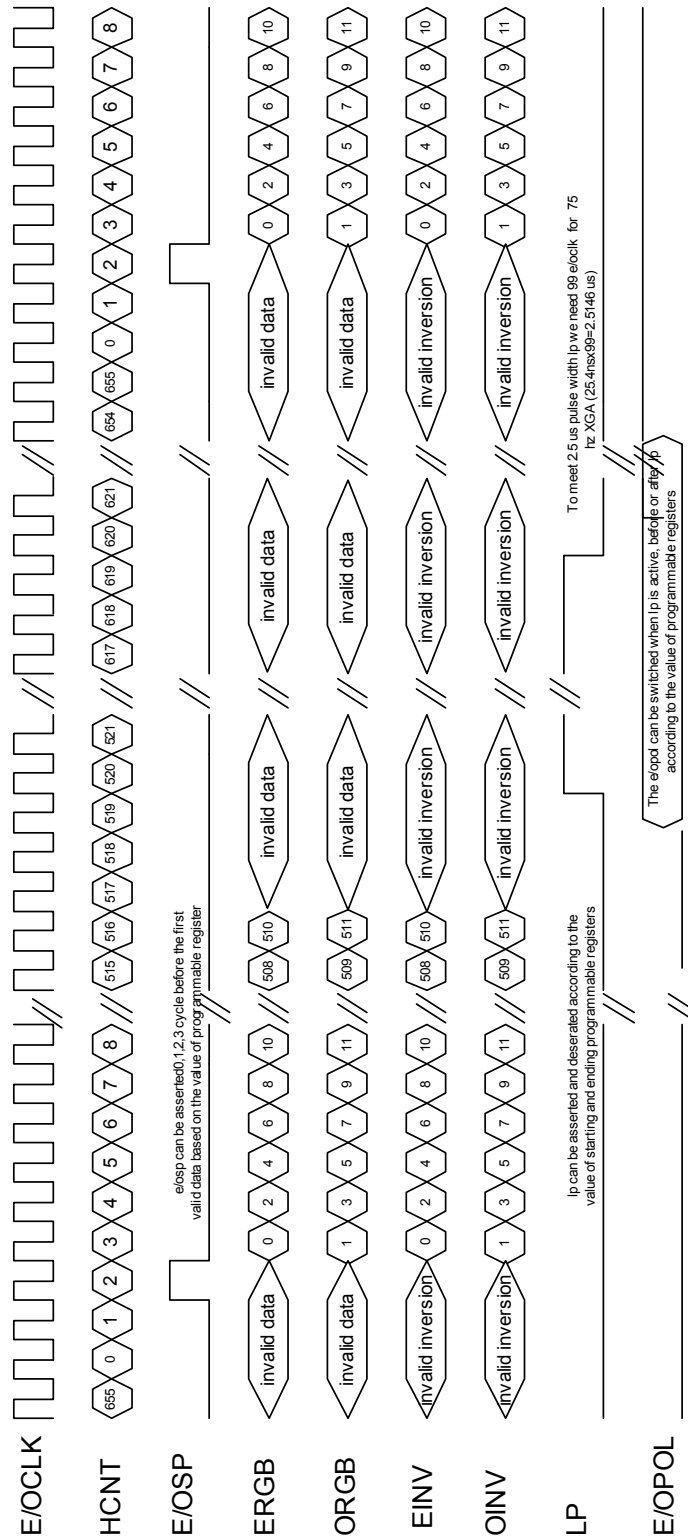 E/OCLK
HCNT 655 0 1 2 3 4 5 6 7 8 // 515 516 517 518 519 520 521 // 617 618 619 620 621 // 654 655 0 1 2 3 4 5 6 7 8
E/OSP
e/osp can be asserted0,1,2,3 cycle before the first
valid data based on the value of programmable register
ERGB invalid data 0 2 4 6 8 10 // 508 510 invalid data // invalid data // invalid data 0 2 4 6 8 10
ORGB invalid data 1 3 5 7 9 11 // 509 511 invalid data // invalid data // invalid data 1 3 5 7 9 11
EINV invalid inversion 0 2 4 6 8 10 // 508 510 invalid inversion // invalid inversion // invalid inversion 0 2 4 6 8 10
OINV invalid inversion 1 3 5 7 9 11 // 509 511 invalid inversion // invalid inversion // invalid inversion 1 3 5 7 9 11
LP
lp can be asserted and deserated according to the
value of starting and ending programmable registers
To meet 2.5 us pulse width lp we need 99 e/oclk for 75
hz XGA (25.4nsx99=2.5146 us)
E/OPOL
The e/opol can be switched when lp is active, before or after lp
according to the value of programmable registers